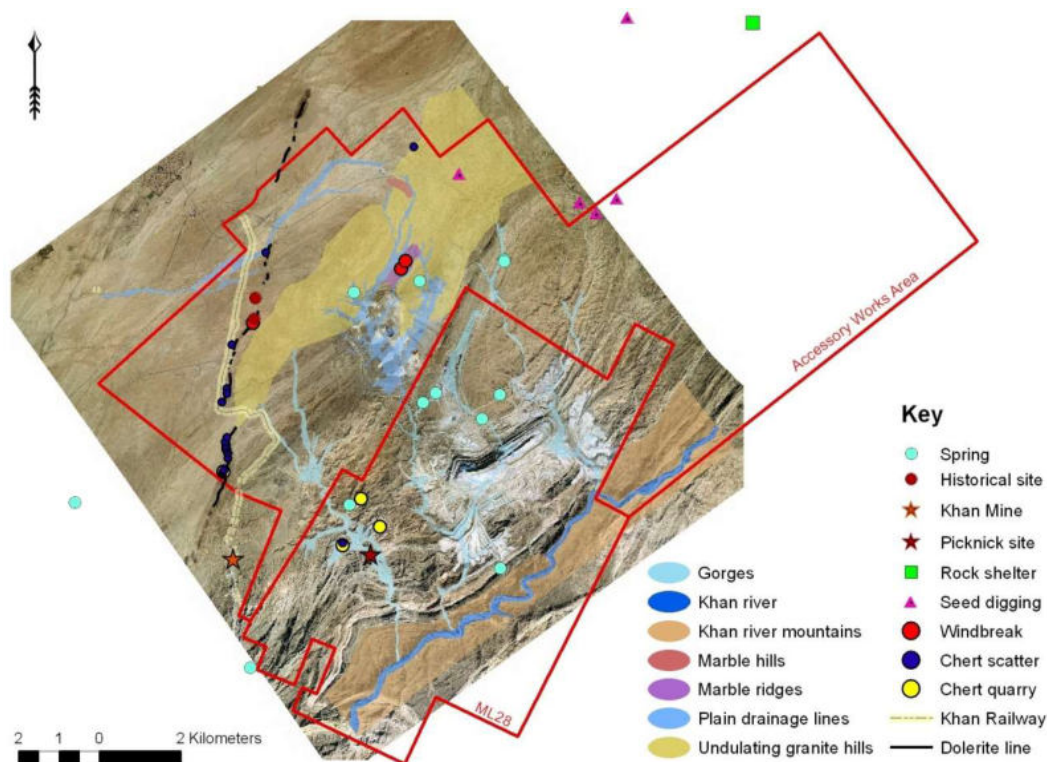 Accessory Works Area
ML28
Key
Spring
Historical site
Khan Mine
Picknick site
Rock shelter
Seed digging
Windbreak
Chert scatter
Chert quarry
Khan Railway
Dolerite line
Gorges
Khan river
Khan river mountains
Marble hills
Marble ridges
Plain drainage lines
Undulating granite hills
2 1 0 2 Kilometers